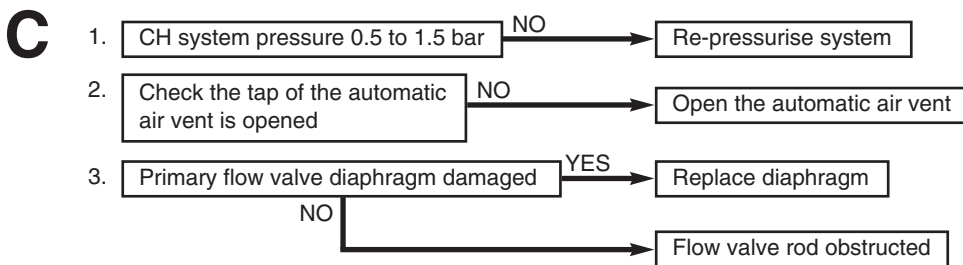 C
1. CH system pressure 0.5 to 1.5 bar NO Re-pressurise system
2. Check the tap of the automatic
air vent is opened NO Open the automatic air vent
3. Primary flow valve diaphragm damaged YES Replace diaphragm
NO
Flow valve rod obstructed